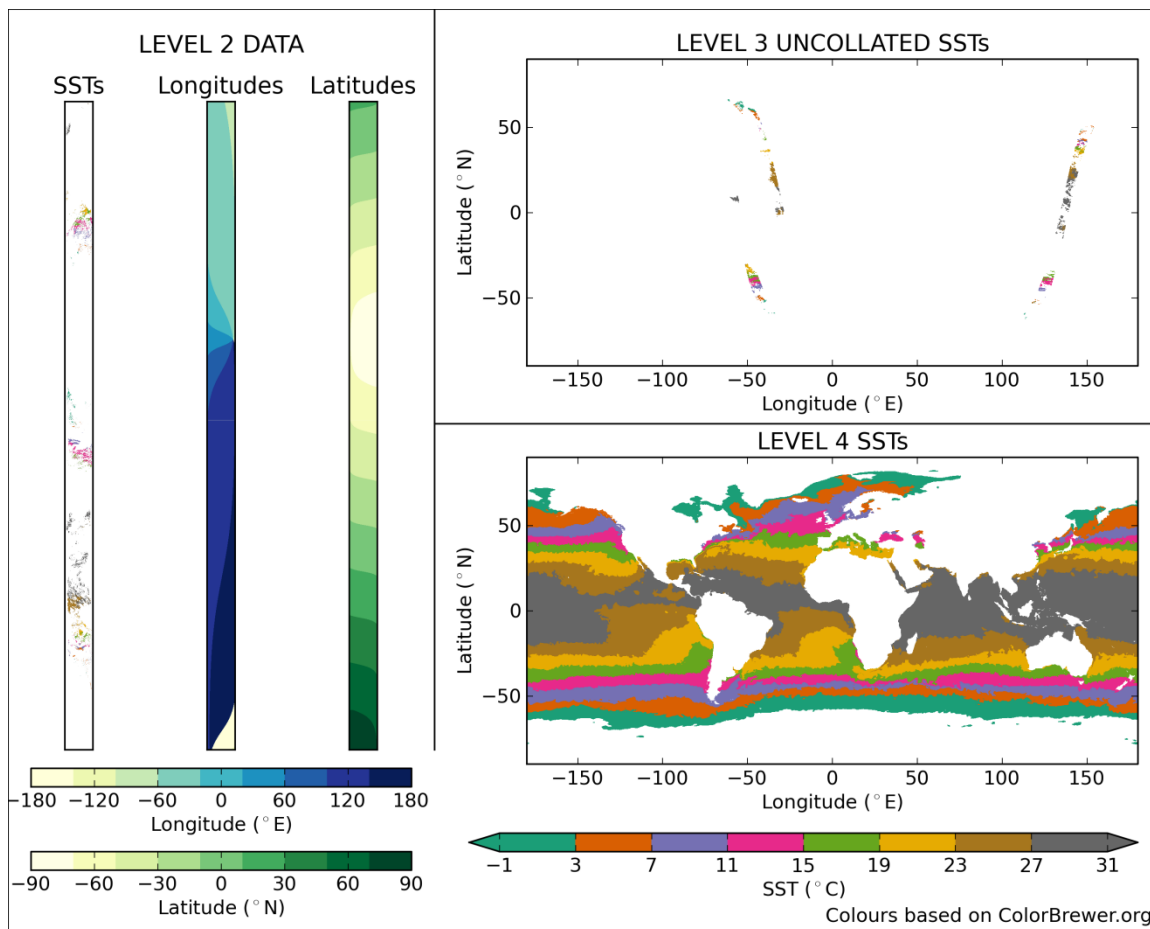 LEVEL 2 DATA
SSTs Longitudes Latitudes
−180 −120 −60 0 60 120 180
Longitude (°E)
−90 −60 −30 0 30 60 90
Latitude (°N)
LEVEL 3 UNCOLLATED SSTs
50
0
−50
Latitude (°N)
−150 −100 −50 0 50 100 150
Longitude (°E)
LEVEL 4 SSTs
50
0
−50
Latitude (°N)
−150 −100 −50 0 50 100 150
Longitude (°E)
−1 3 7 11 15 19 23 27 31
SST (°C)
Colours based on ColorBrewer.org